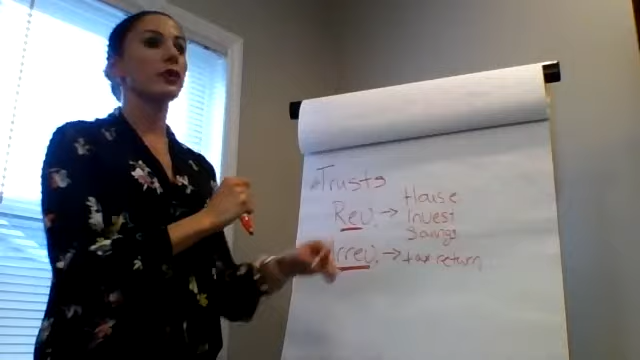 #Trusts
Rev. → House
Invest
Savings
Irrev. → tax return